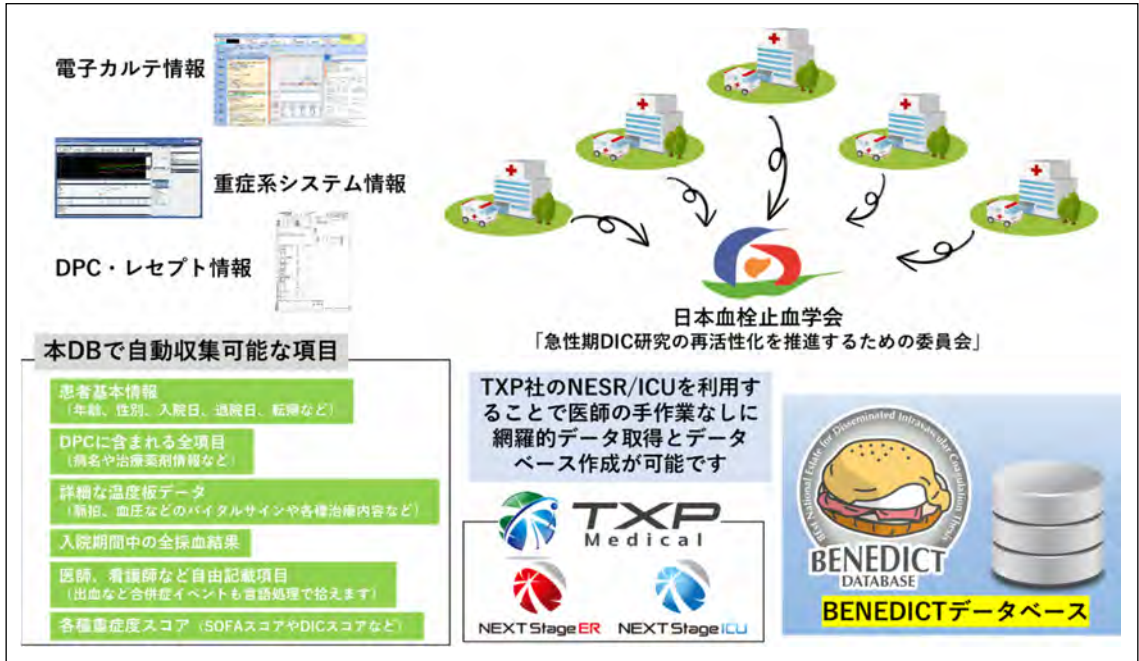 電子カルテ情報
重症系システム情報
DPC・レセプト情報
日本血栓止血学会
「急性期DIC研究の再活性化を推進するための委員会」
本DBで自動収集可能な項目
患者基本情報
（年齢、性別、入院日、退院日、転帰など）
DPCに含まれる全項目
（病名や治療薬剤情報など）
詳細な温度板データ
（脈拍、血圧などのバイタルサインや各種治療内容など）
入院期間中の全採血結果
医師、看護師など自由記載項目
（出血など合併症イベントも言語処理で拾えます）
各種重症度スコア（SOFAスコアやDICスコアなど）
TXP社のNESR/ICUを利用す
ることで医師の手作業なしに
網羅的データ取得とデータ
ベース作成が可能です
TXP
Medical
NEXT Stage ER
NEXT Stage ICU
BEst National Estate for Disseminated Intravascular Coagulation Thesis
BENEDICT
DATABASE
BENEDICTデータベース